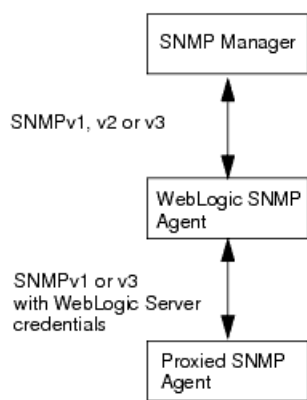 SNMP Manager
SNMPv1, v2 or v3
WebLogic SNMP
Agent
SNMPv1 or v3
with WebLogic Server
credentials
Proxied SNMP
Agent